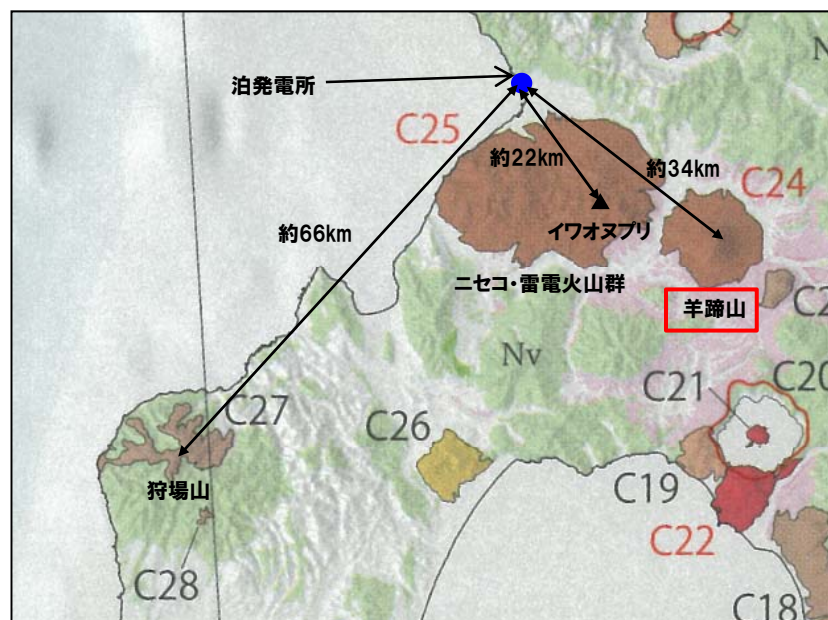 N
泊発電所
C25
約22km
約34km
C24
イワオヌプリ
約66km
ニセコ・雷電火山群
羊蹄山
C2
Nv
C20
C21
C27
C26
狩場山
C19
C22
C28
C18